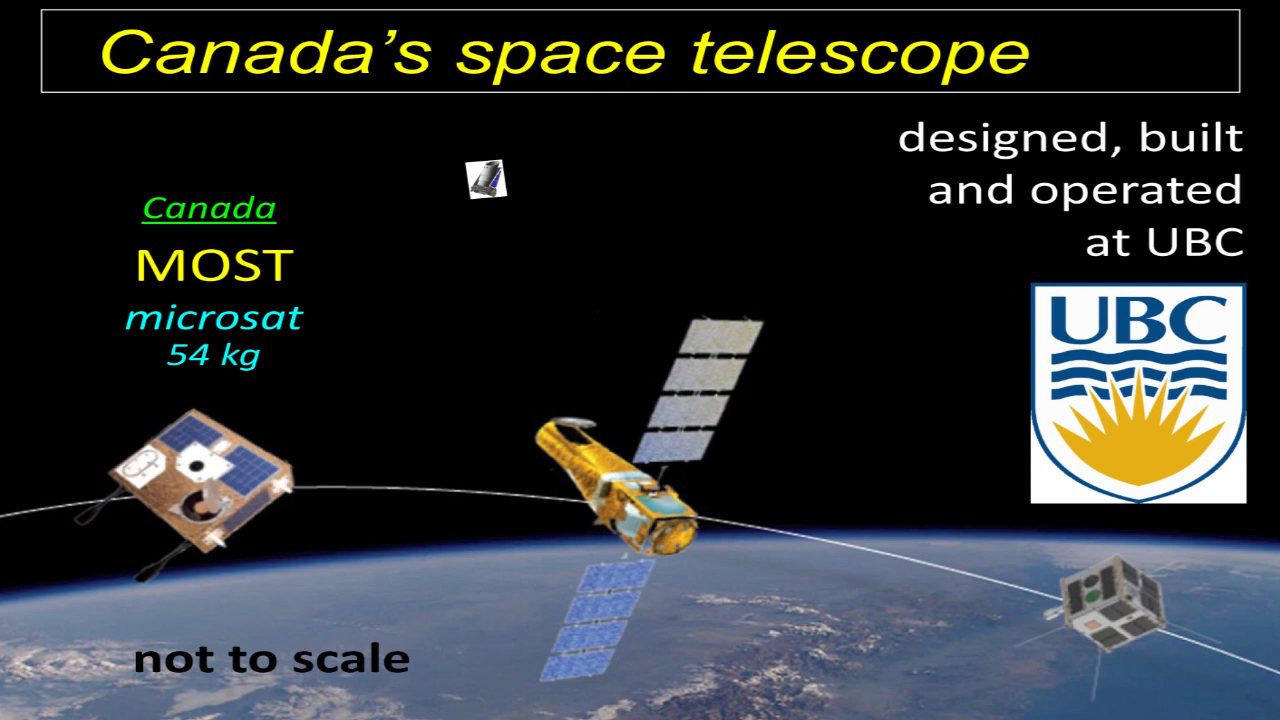 Canada’s space telescope
designed, built
and operated
at UBC
Canada
MOST
microsat
54 kg
UBC
not to scale